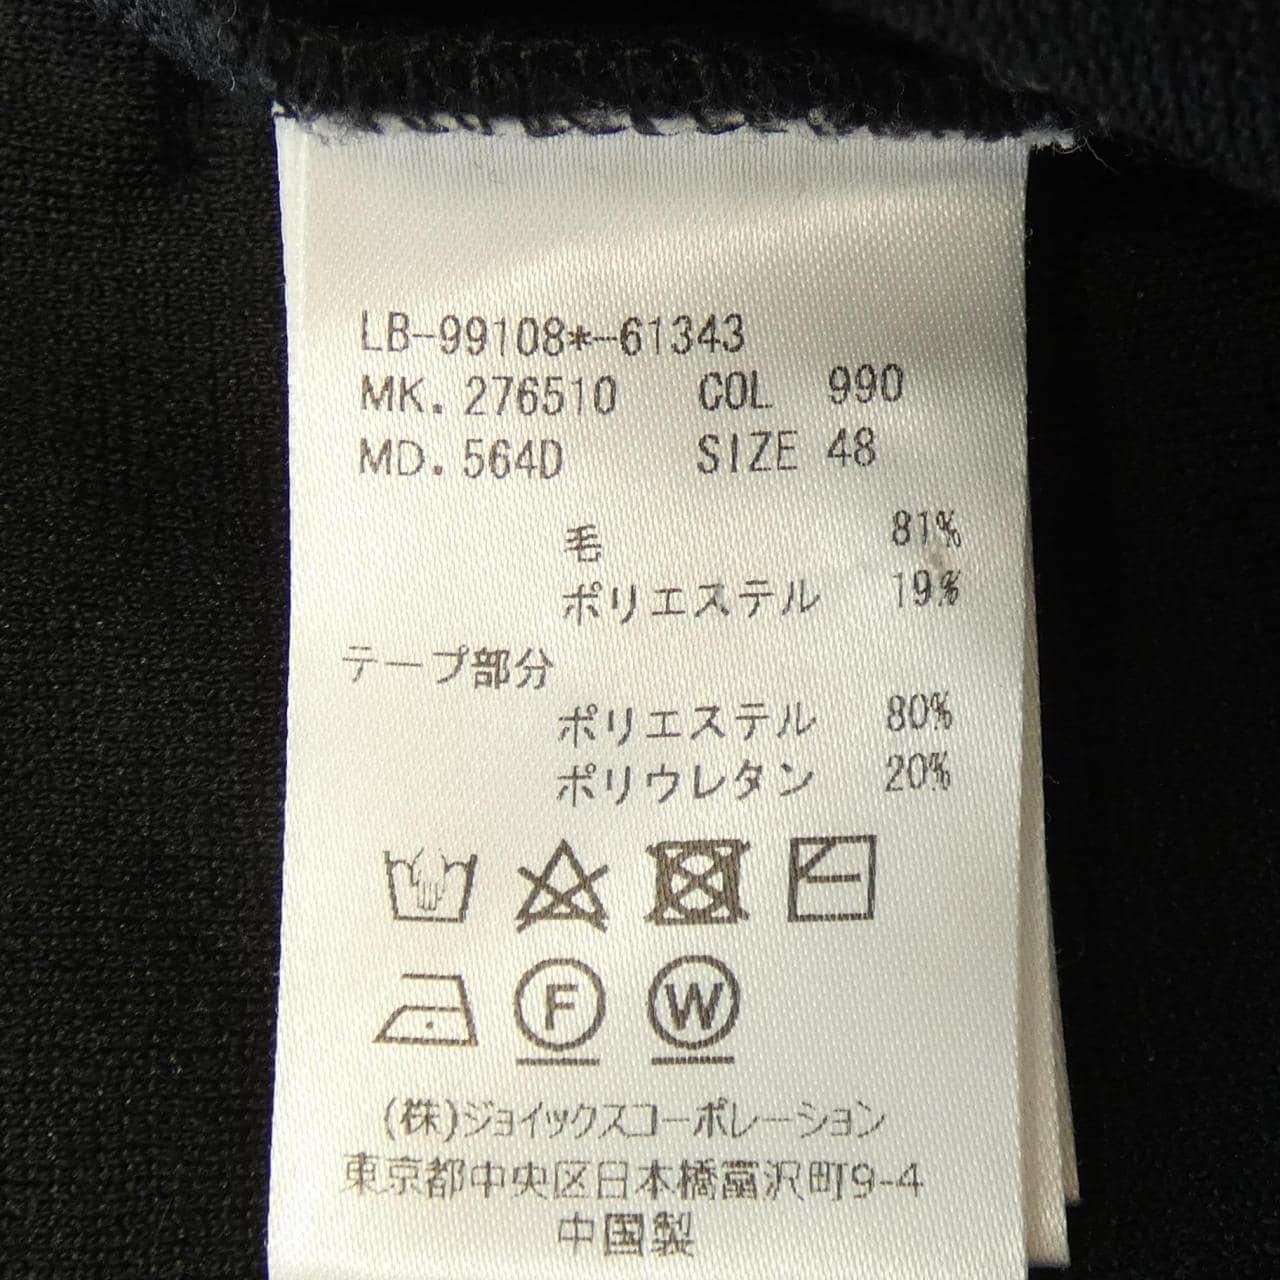 LB-99108*-61343
MK. 276510 COL 990
MD. 564D SIZE 48
毛 81%
ポリエステル 19%
テープ部分
ポリエステル 80%
ポリウレタン 20%
F W
(株)ジョイックスコーポレーション
東京都中央区日本橋富沢町9-4
中国製